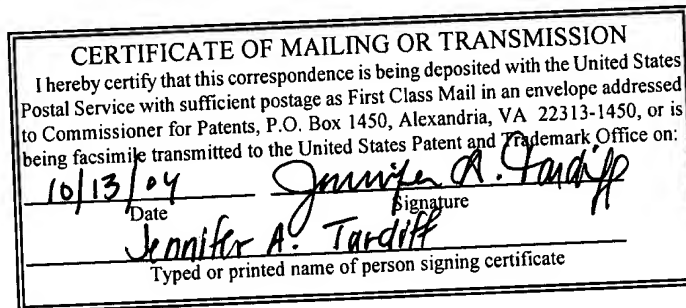 CERTIFICATE OF MAILING OR TRANSMISSION
I hereby certify that this correspondence is being deposited with the United States
Postal Service with sufficient postage as First Class Mail in an envelope addressed
to Commissioner for Patents, P.O. Box 1450, Alexandria, VA 22313-1450, or is
being facsimile transmitted to the United States Patent and Trademark Office on:
10/13/04 Jennifer A. Tardiff
Date Signature
Jennifer A. Tardiff
Typed or printed name of person signing certificate